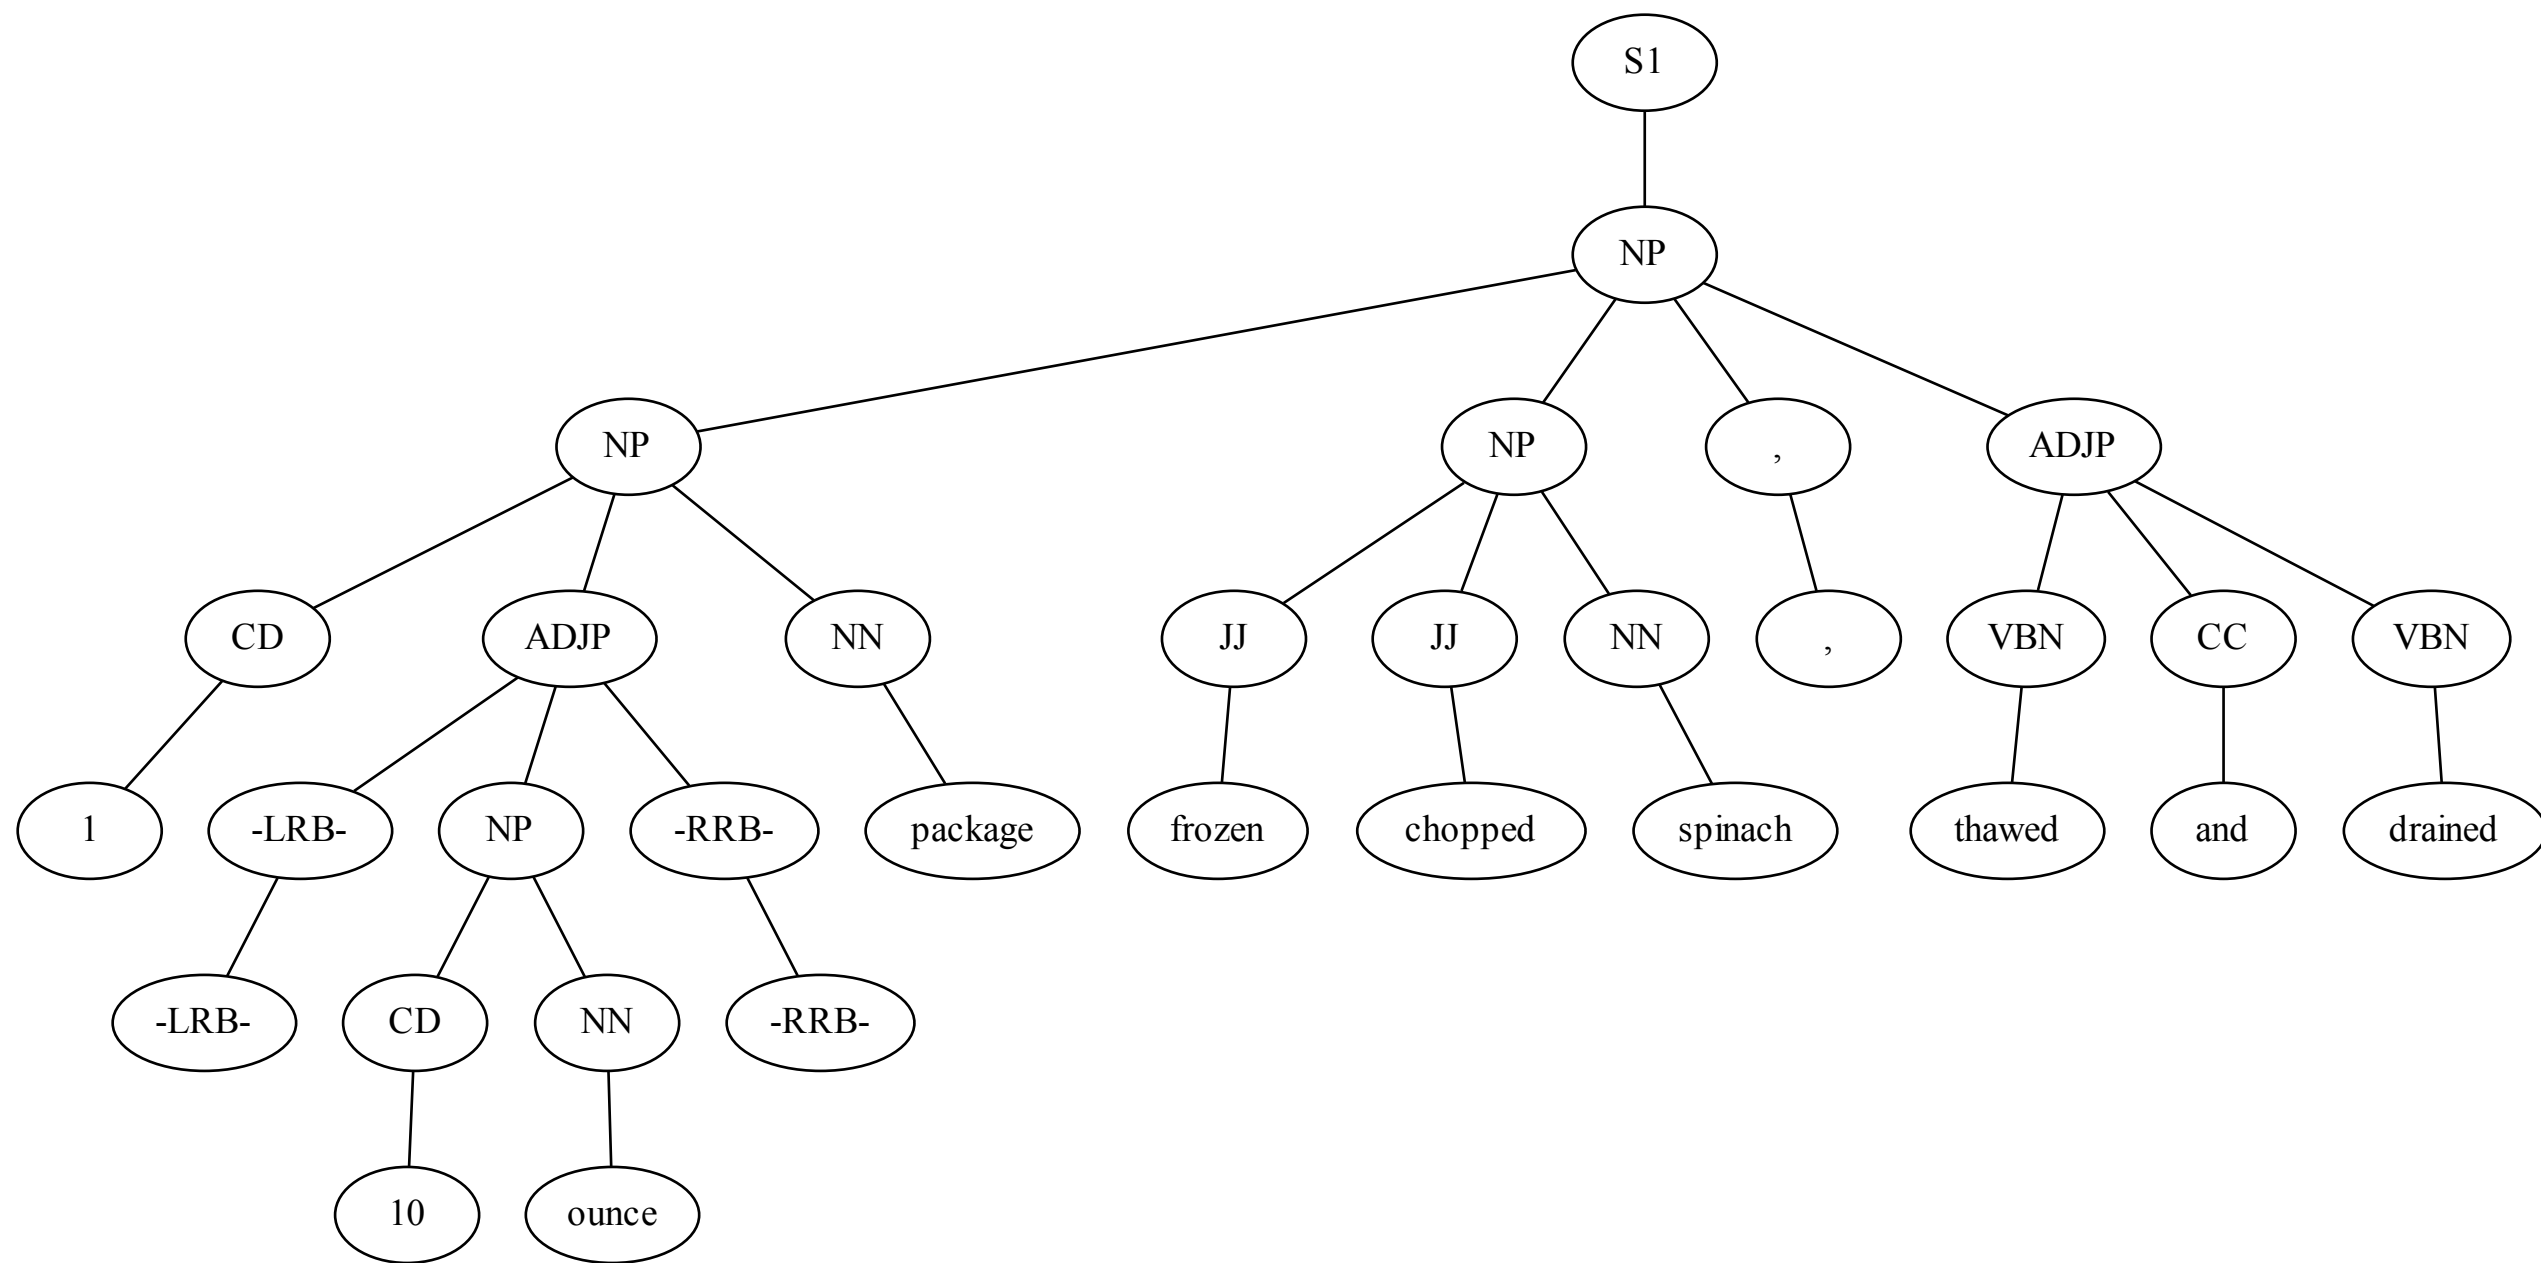 S1
NP
NP NP , ADJP
CD ADJP NN JJ JJ NN , VBN CC VBN
1 -LRB- NP -RRB- package frozen chopped spinach thawed and drained
-LRB- CD NN -RRB-
10 ounce